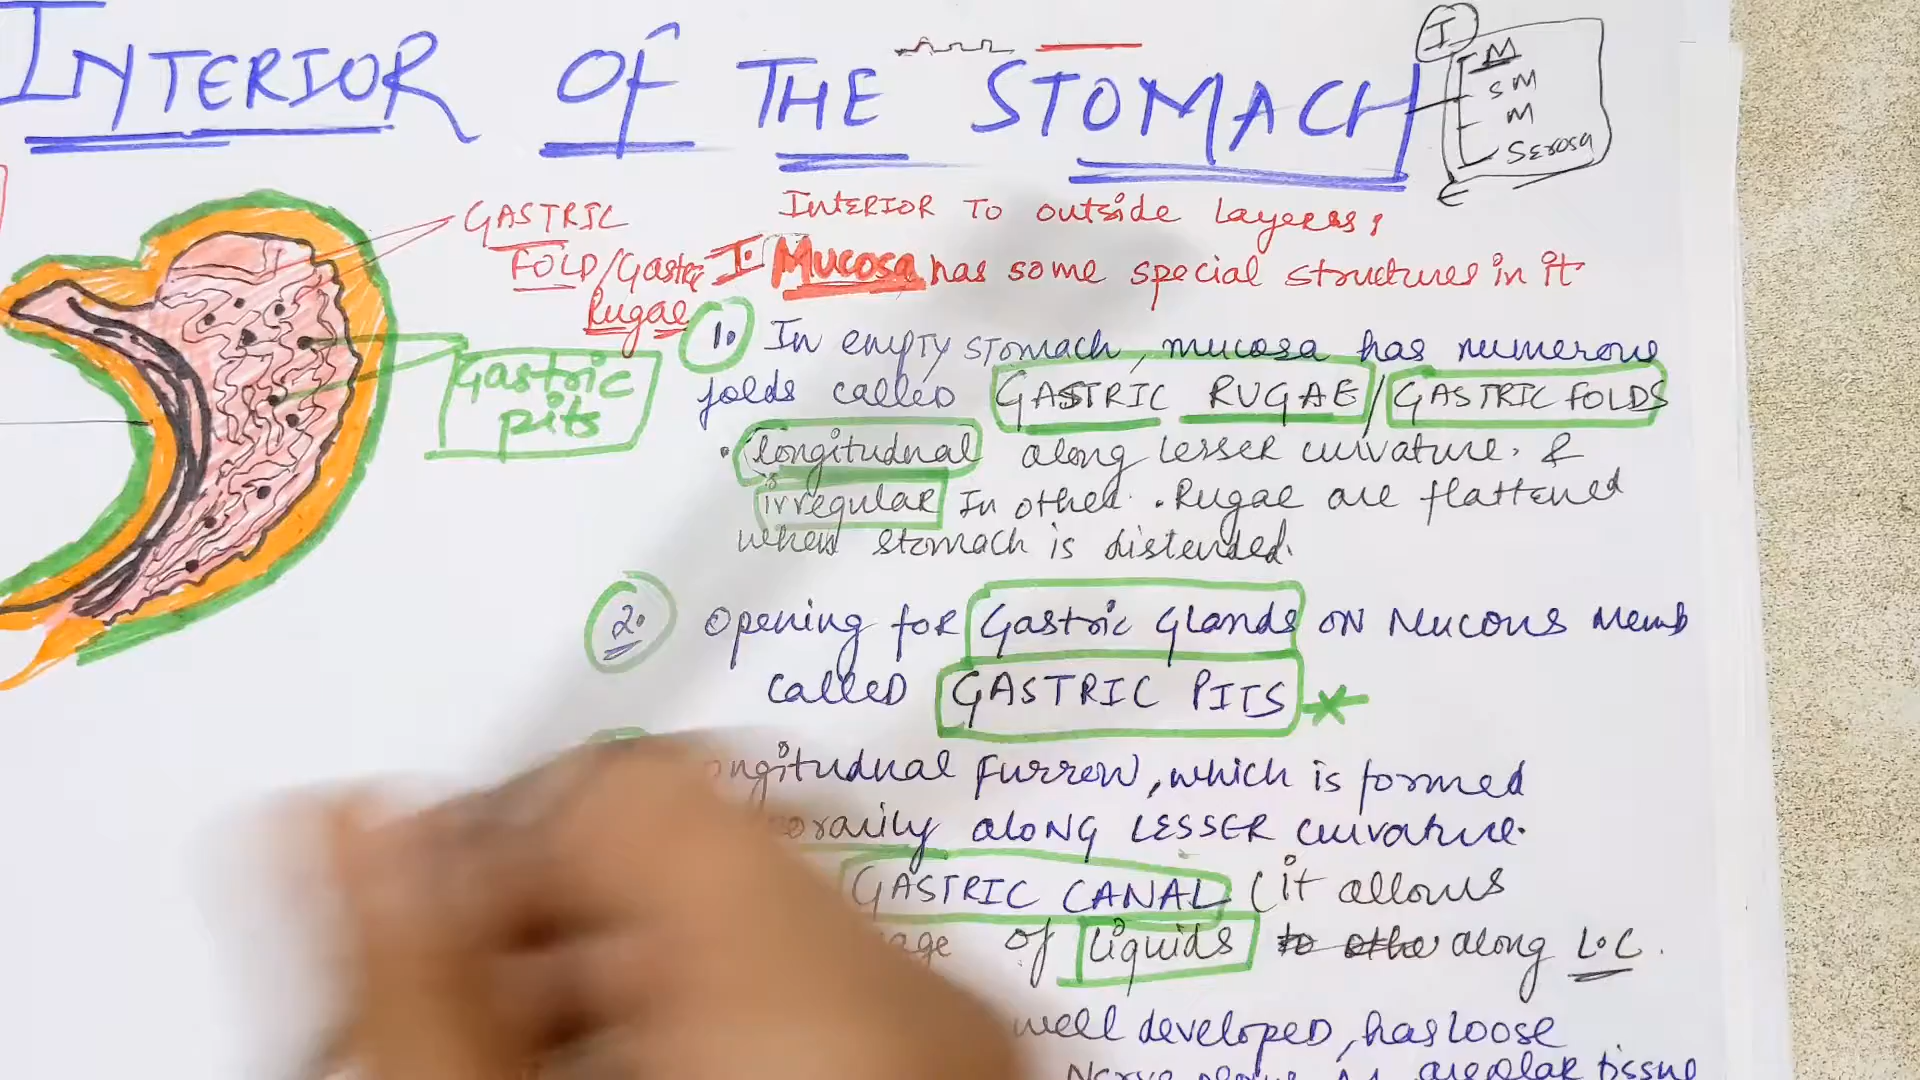 INTERIOR OF THE STOMACH
I
M
SM
M
Serosa
E
GASTRIC
FOLD/Gastric
Rugae
Gastric
pits
INTERIOR TO outside Layers;
I. Mucosa has some special structures in it
1. In empty stomach, mucosa has numerous
folds called GASTRIC RUGAE/GASTRIC FOLDS
· longitudnal along lesser curvature. &
is irregular In other. Rugae are flattened
when stomach is distended.
2. Opening for Gastric Glands on Mucous Memb
called GASTRIC PITS
ongitudnal Furrow, which is formed
orarily along LESSER curvature.
GASTRIC CANAL (it allows
age of Liquids along L.C.
well developed, has loose
Nerve areolar tissue